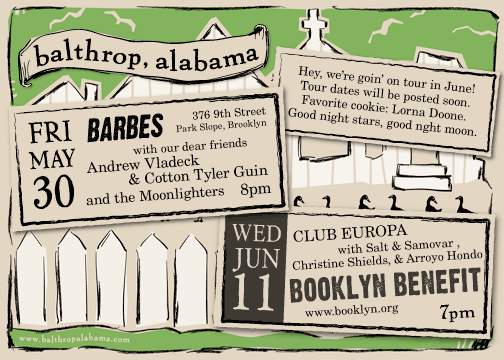 balthrop, alabama
Hey, we're goin' on tour in June!
Tour dates will be posted soon.
Favorite cookie: Lorna Doone.
Good night stars, good nght moon.
FRI
MAY
30
BARBES
376 9th Street
Park Slope, Brooklyn
with our dear friends
Andrew Vladeck
& Cotton Tyler Guin
and the Moonlighters 8pm
WED
JUN
11
CLUB EUROPA
with Salt & Samovar ,
Christine Shields, & Arroyo Hondo
BOOKLYN BENEFIT
www.booklyn.org 7pm
www.balthropalabama.com